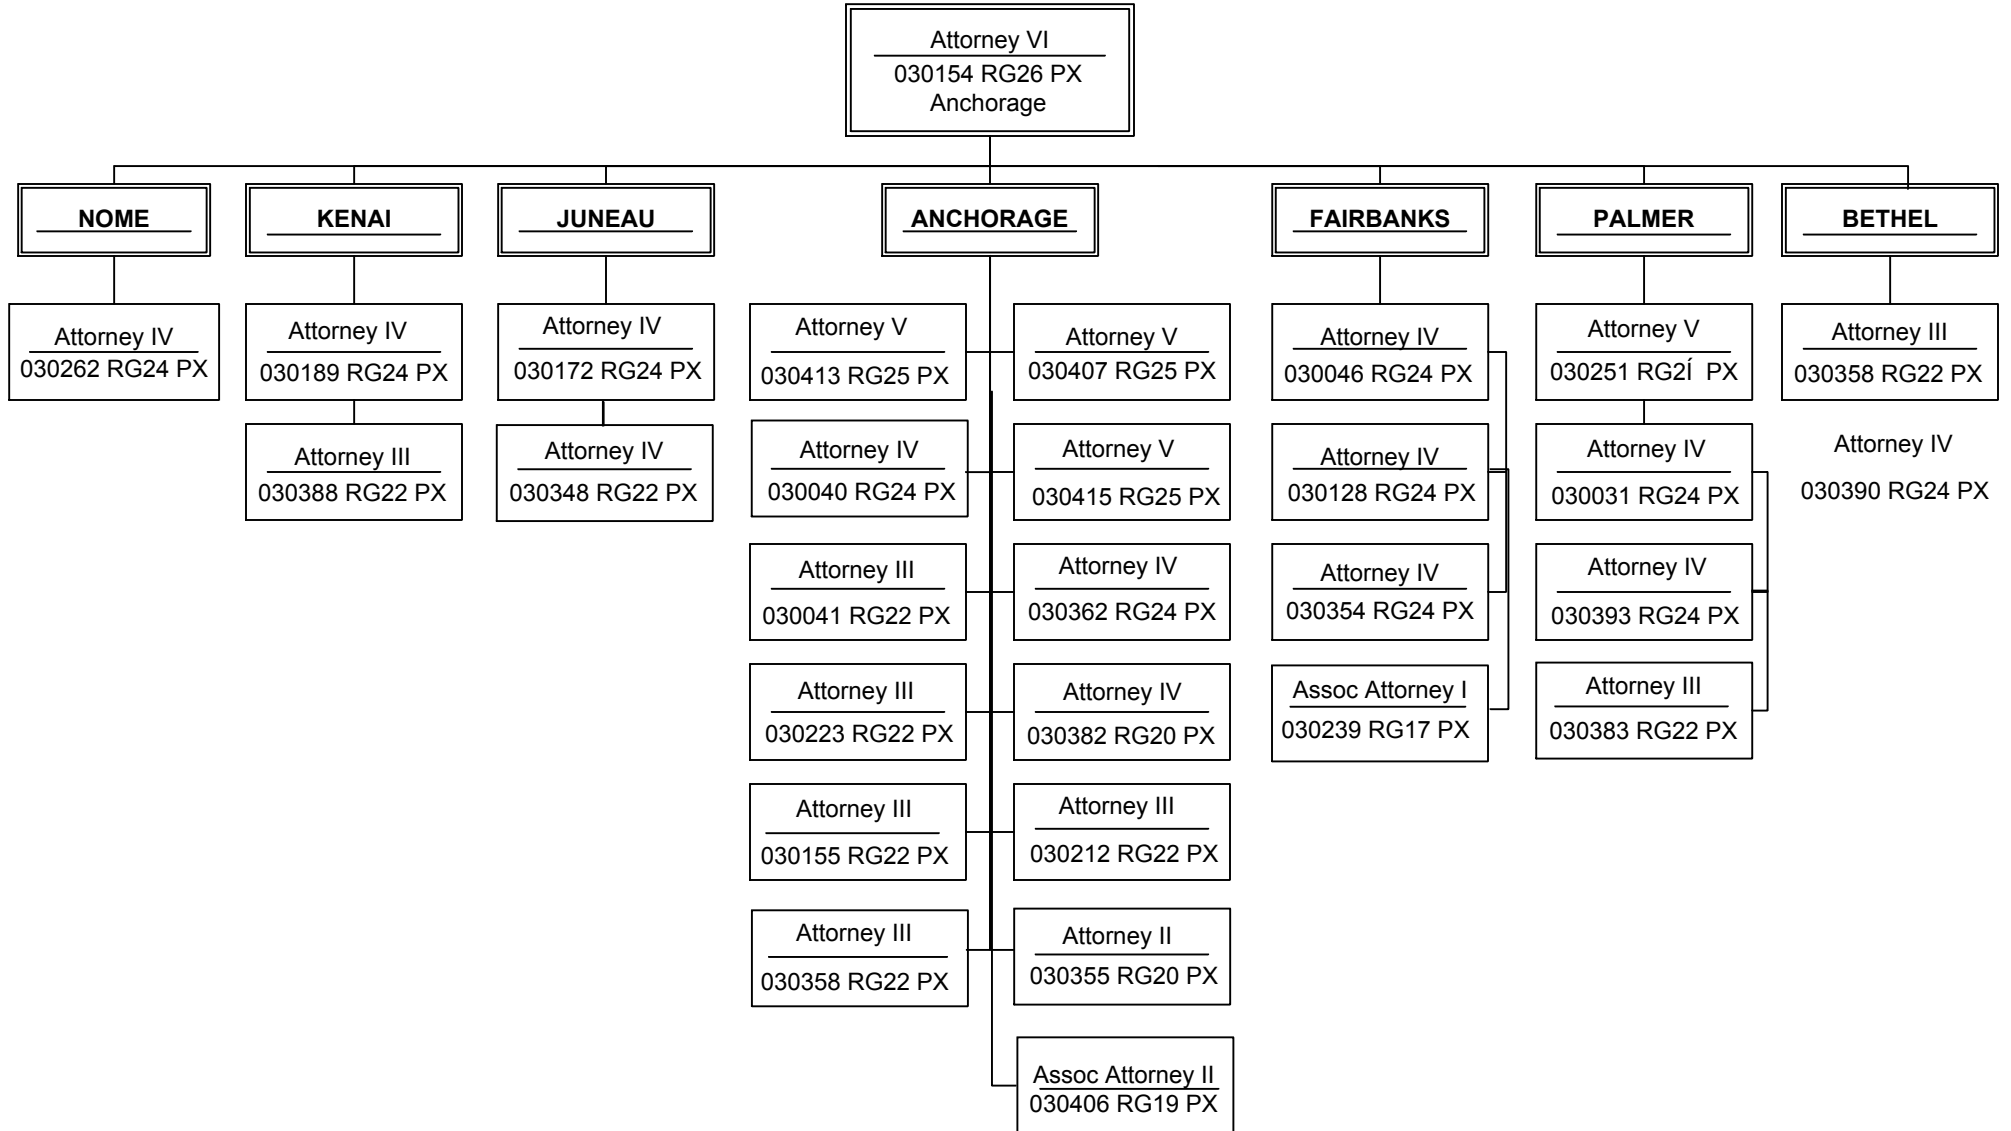 Attorney VI
030154 RG26 PX
Anchorage
NOME
KENAI
JUNEAU
ANCHORAGE
FAIRBANKS
PALMER
BETHEL
Attorney IV
030262 RG24 PX
Attorney IV
030189 RG24 PX
Attorney III
030388 RG22 PX
Attorney IV
030172 RG24 PX
Attorney IV
030348 RG22 PX
Attorney V
030413 RG25 PX
Attorney V
030407 RG25 PX
Attorney IV
030040 RG24 PX
Attorney V
030415 RG25 PX
Attorney III
030041 RG22 PX
Attorney IV
030362 RG24 PX
Attorney III
030223 RG22 PX
Attorney IV
030382 RG20 PX
Attorney III
030155 RG22 PX
Attorney III
030212 RG22 PX
Attorney III
030358 RG22 PX
Attorney II
030355 RG20 PX
Assoc Attorney II
030406 RG19 PX
Attorney IV
030046 RG24 PX
Attorney IV
030128 RG24 PX
Attorney IV
030354 RG24 PX
Assoc Attorney I
030239 RG17 PX
Attorney V
030251 RG2Í PX
Attorney IV
030031 RG24 PX
Attorney IV
030393 RG24 PX
Attorney III
030383 RG22 PX
Attorney III
030358 RG22 PX
Attorney IV
030390 RG24 PX